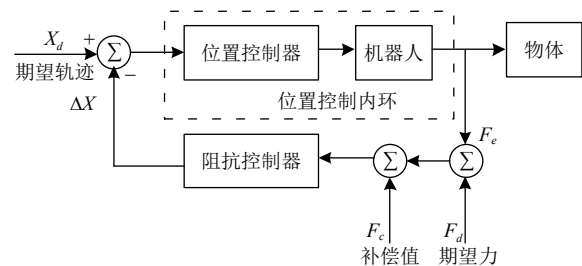 X_d + Σ 位置控制器 机器人 物体
期望轨迹 −
ΔX 位置控制内环
F_e
阻抗控制器 Σ Σ
F_c F_d
补偿值 期望力